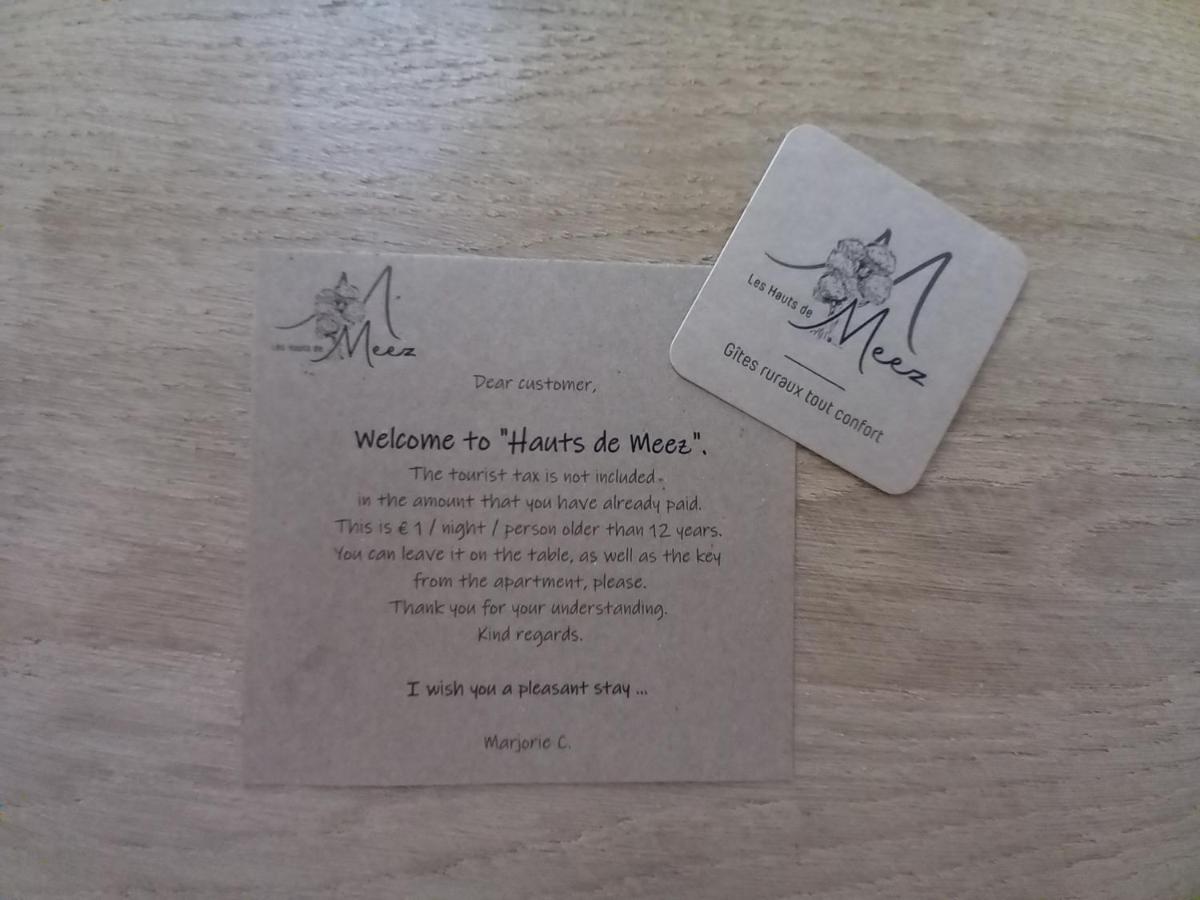 Les Hauts de
Meez
Dear customer,
Welcome to "Hauts de Meez".
The tourist tax is not included.
in the amount that you have already paid.
This is € 1 / night / person older than 12 years.
You can leave it on the table, as well as the key
from the apartment, please.
Thank you for your understanding.
Kind regards.
I wish you a pleasant stay ...
Marjorie C.
Les Hauts de
Meez
Gîtes ruraux tout confort